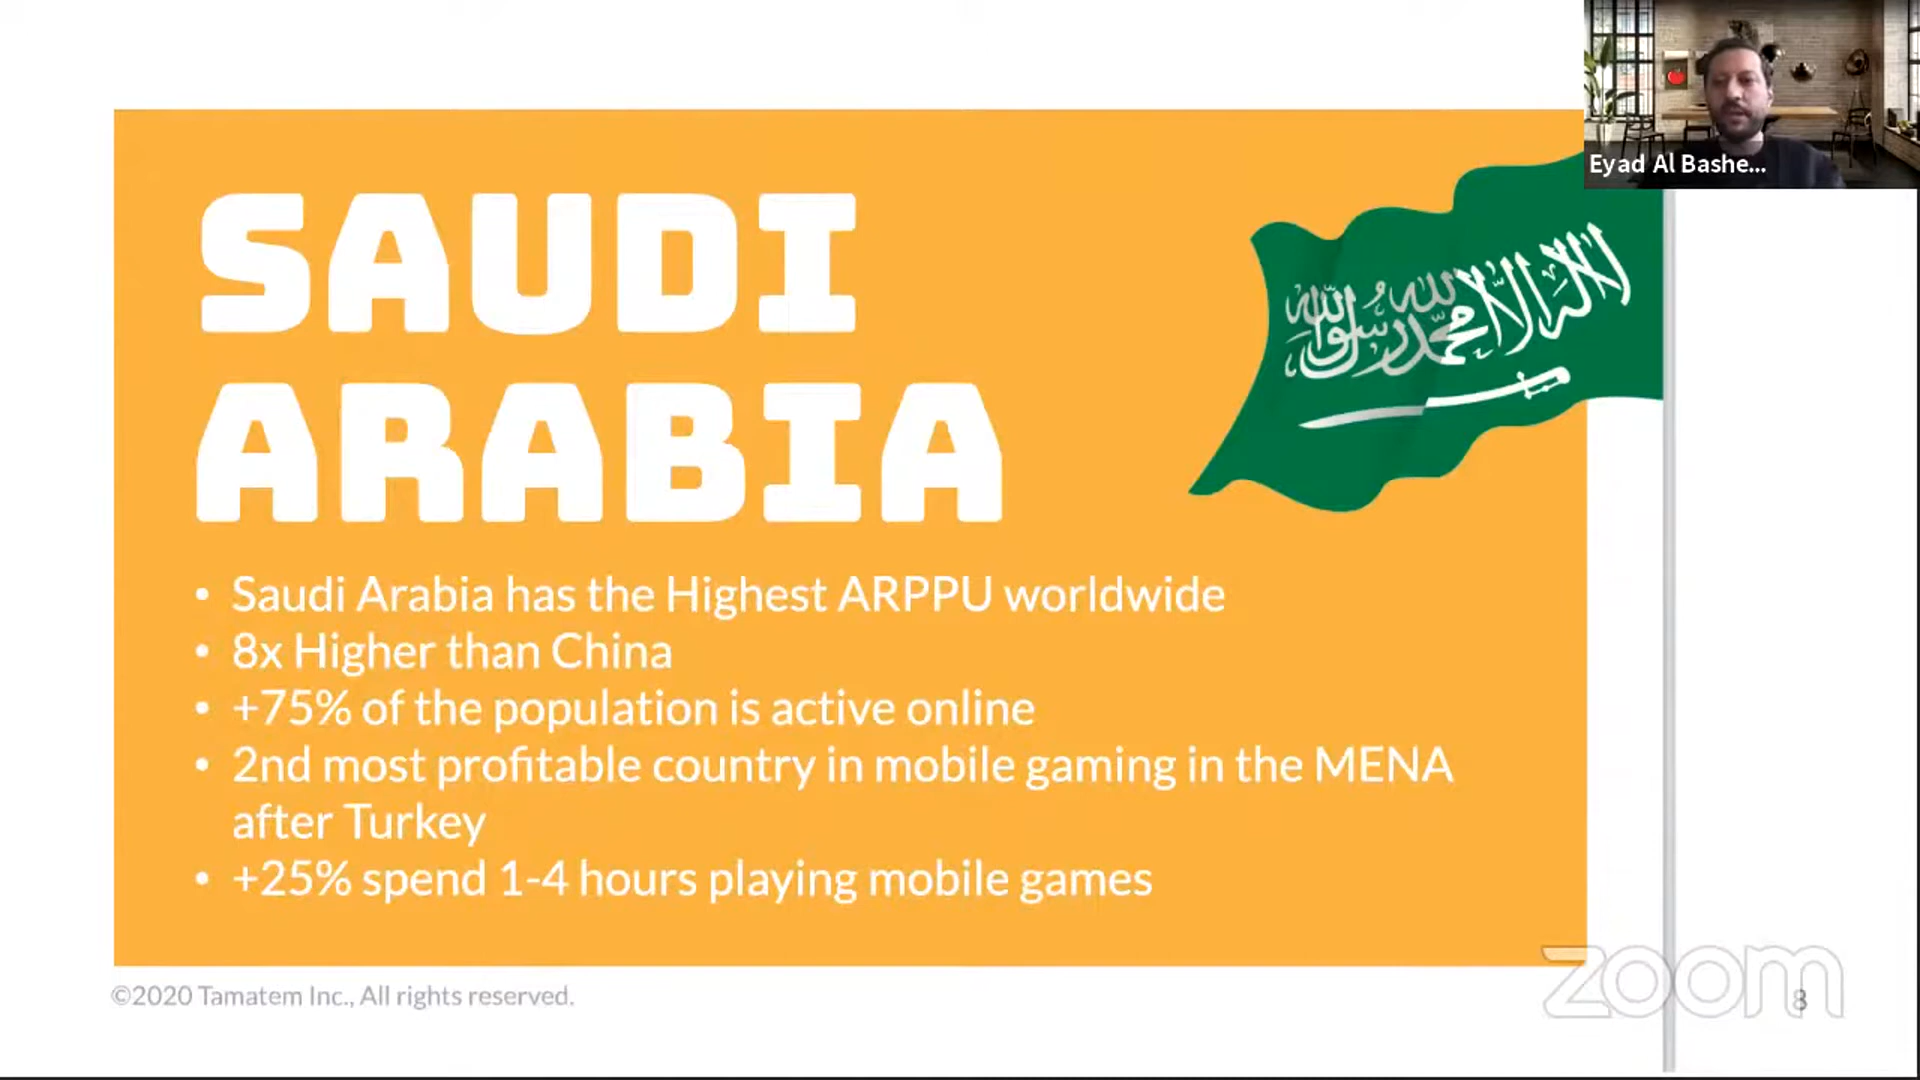 Eyad Al Bashe...
SAUDI
ARABIA
لا إله إلا الله محمد رسول الله
• Saudi Arabia has the Highest ARPPU worldwide
• 8x Higher than China
• +75% of the population is active online
• 2nd most profitable country in mobile gaming in the MENA
after Turkey
• +25% spend 1-4 hours playing mobile games
©2020 Tamatem Inc., All rights reserved.
zoom
8